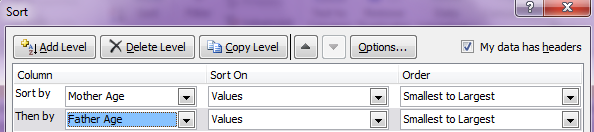 Sort
Add Level Delete Level Copy Level Options... My data has headers
Column Sort On Order
Sort by Mother Age Values Smallest to Largest
Then by Father Age Values Smallest to Largest